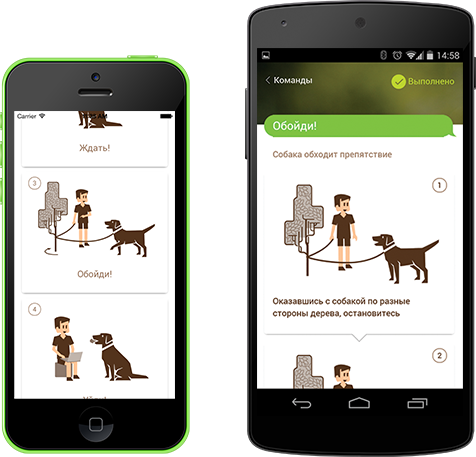 Carrier
Ждать!
3
Обойди!
4
14:58
Команды
Выполнено
Обойди!
Собака обходит препятствие
1
Оказавшись с собакой по разные
стороны дерева, остановитесь
2